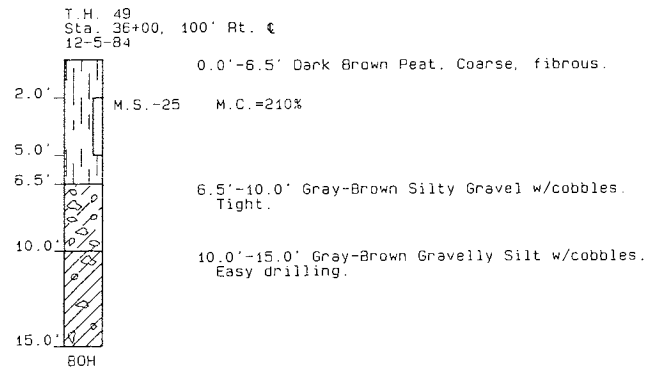 T.H. 49
Sta. 36+00, 100' Rt. ℄
12-5-84
0.0'-6.5' Dark Brown Peat. Coarse, fibrous.
2.0'
M.S.-25 M.C.=210%
5.0'
6.5'
6.5'-10.0' Gray-Brown Silty Gravel w/cobbles.
Tight.
10.0'
10.0'-15.0' Gray-Brown Gravelly Silt w/cobbles.
Easy drilling.
15.0'
BOH